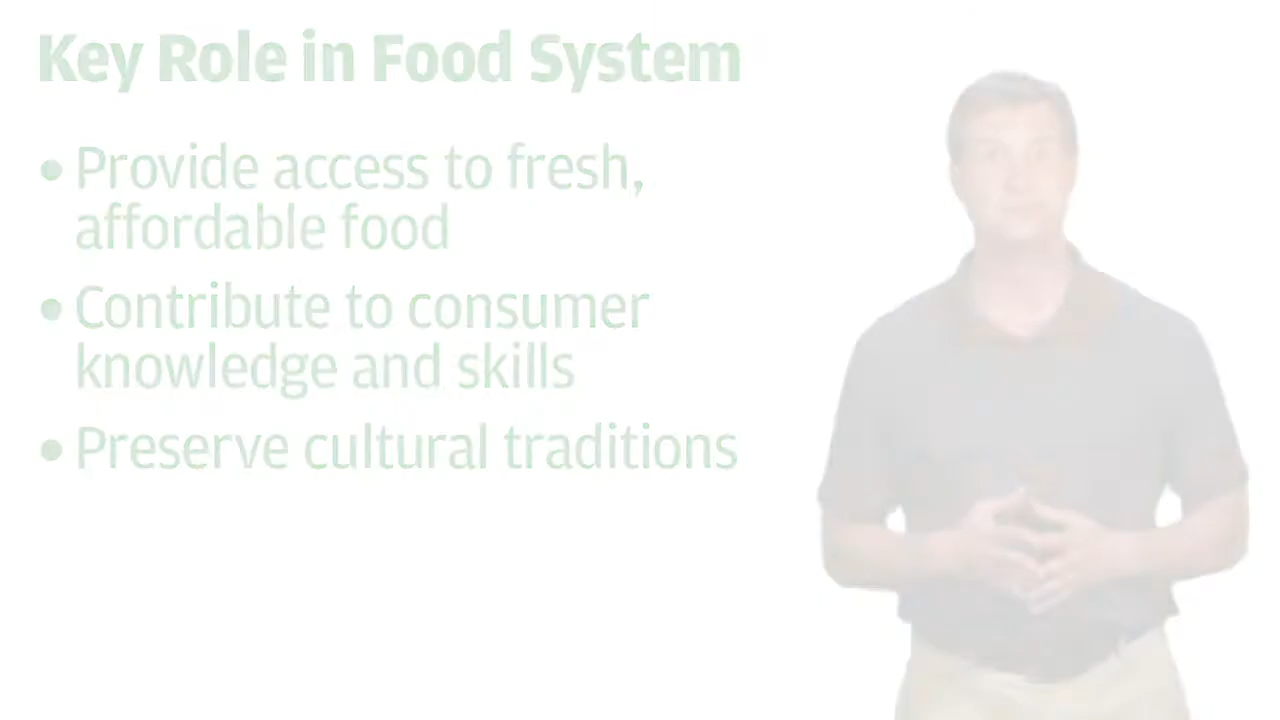 Key Role in Food System
• Provide access to fresh,
affordable food
• Contribute to consumer
knowledge and skills
• Preserve cultural traditions